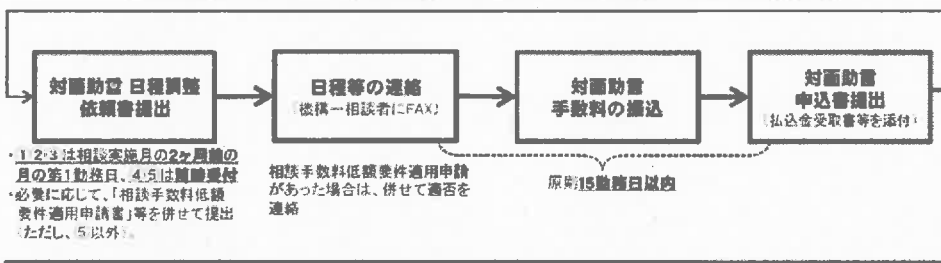 対面助言 日程調整
依頼書提出
日程等の連絡
(機構→相談者にFAX)
対面助言
手数料の振込
対面助言
申込書提出
(払込金受取書等を添付)
・1・2・3は相談実施月の2ヶ月前の
月の第1勤務日、4・5は随時受付
・必要に応じて、「相談手数料低額
要件適用申請書」等を併せて提出
(ただし、5以外)。
相談手数料低額要件適用申請
があった場合は、併せて適否を
連絡
原則15勤務日以内